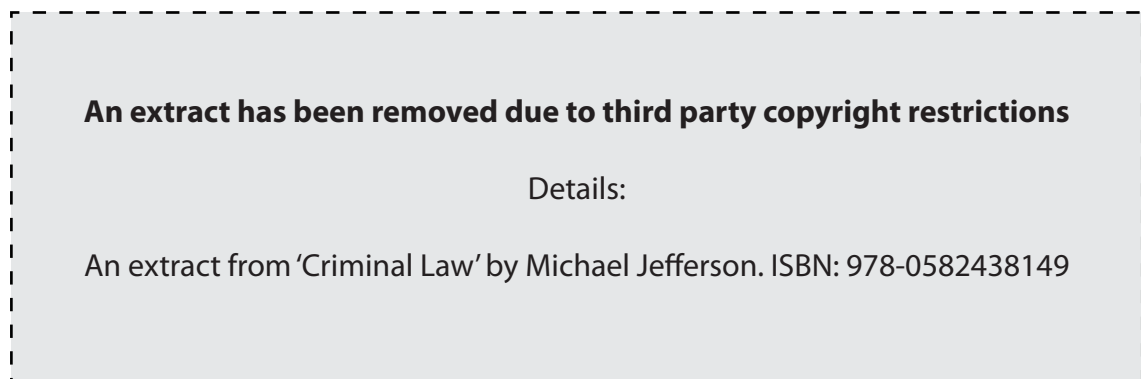 An extract has been removed due to third party copyright restrictions
Details:
An extract from ‘Criminal Law’ by Michael Jefferson. ISBN: 978-0582438149